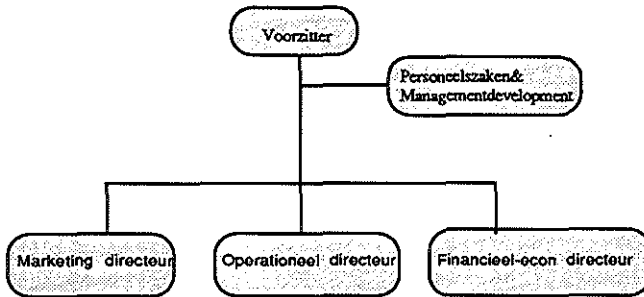 Voorzitter
Personeelszaken&
Managementdevelopment
Marketing directeur
Operationeel directeur
Financieel-econ directeur